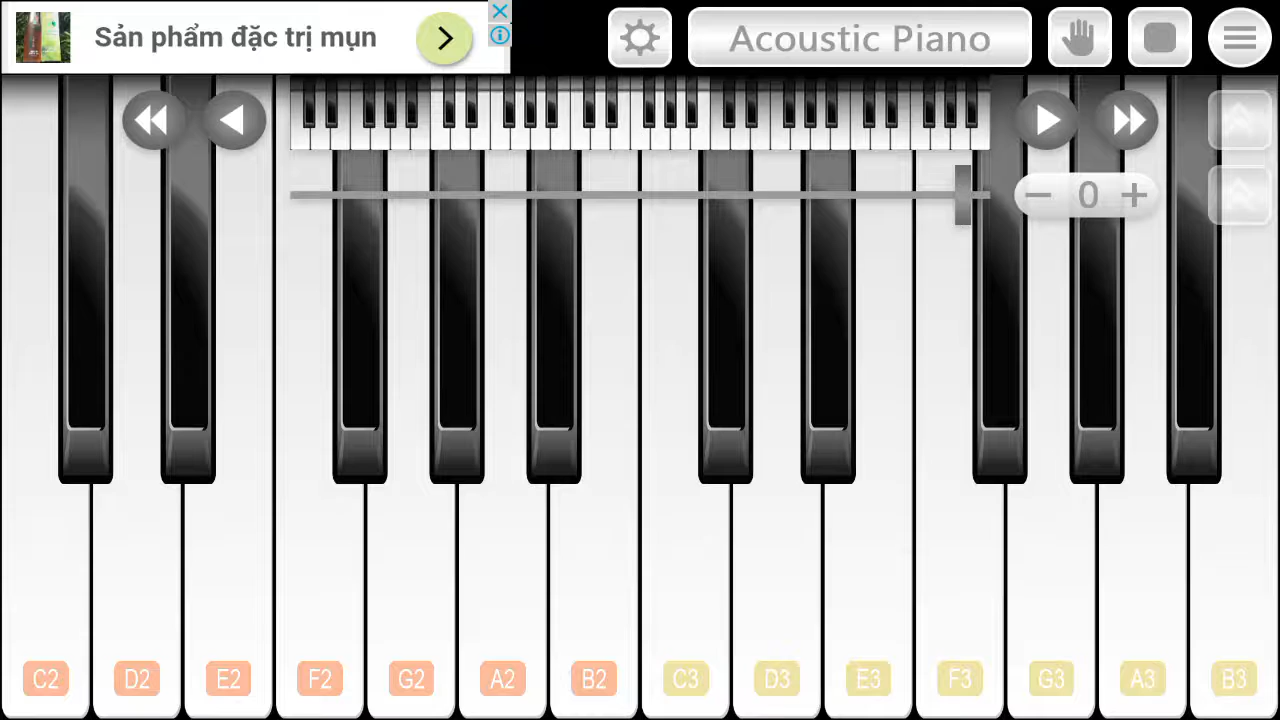 Sản phẩm đặc trị mụn
Acoustic Piano
0
C2 D2 E2 F2 G2 A2 B2 C3 D3 E3 F3 G3 A3 B3